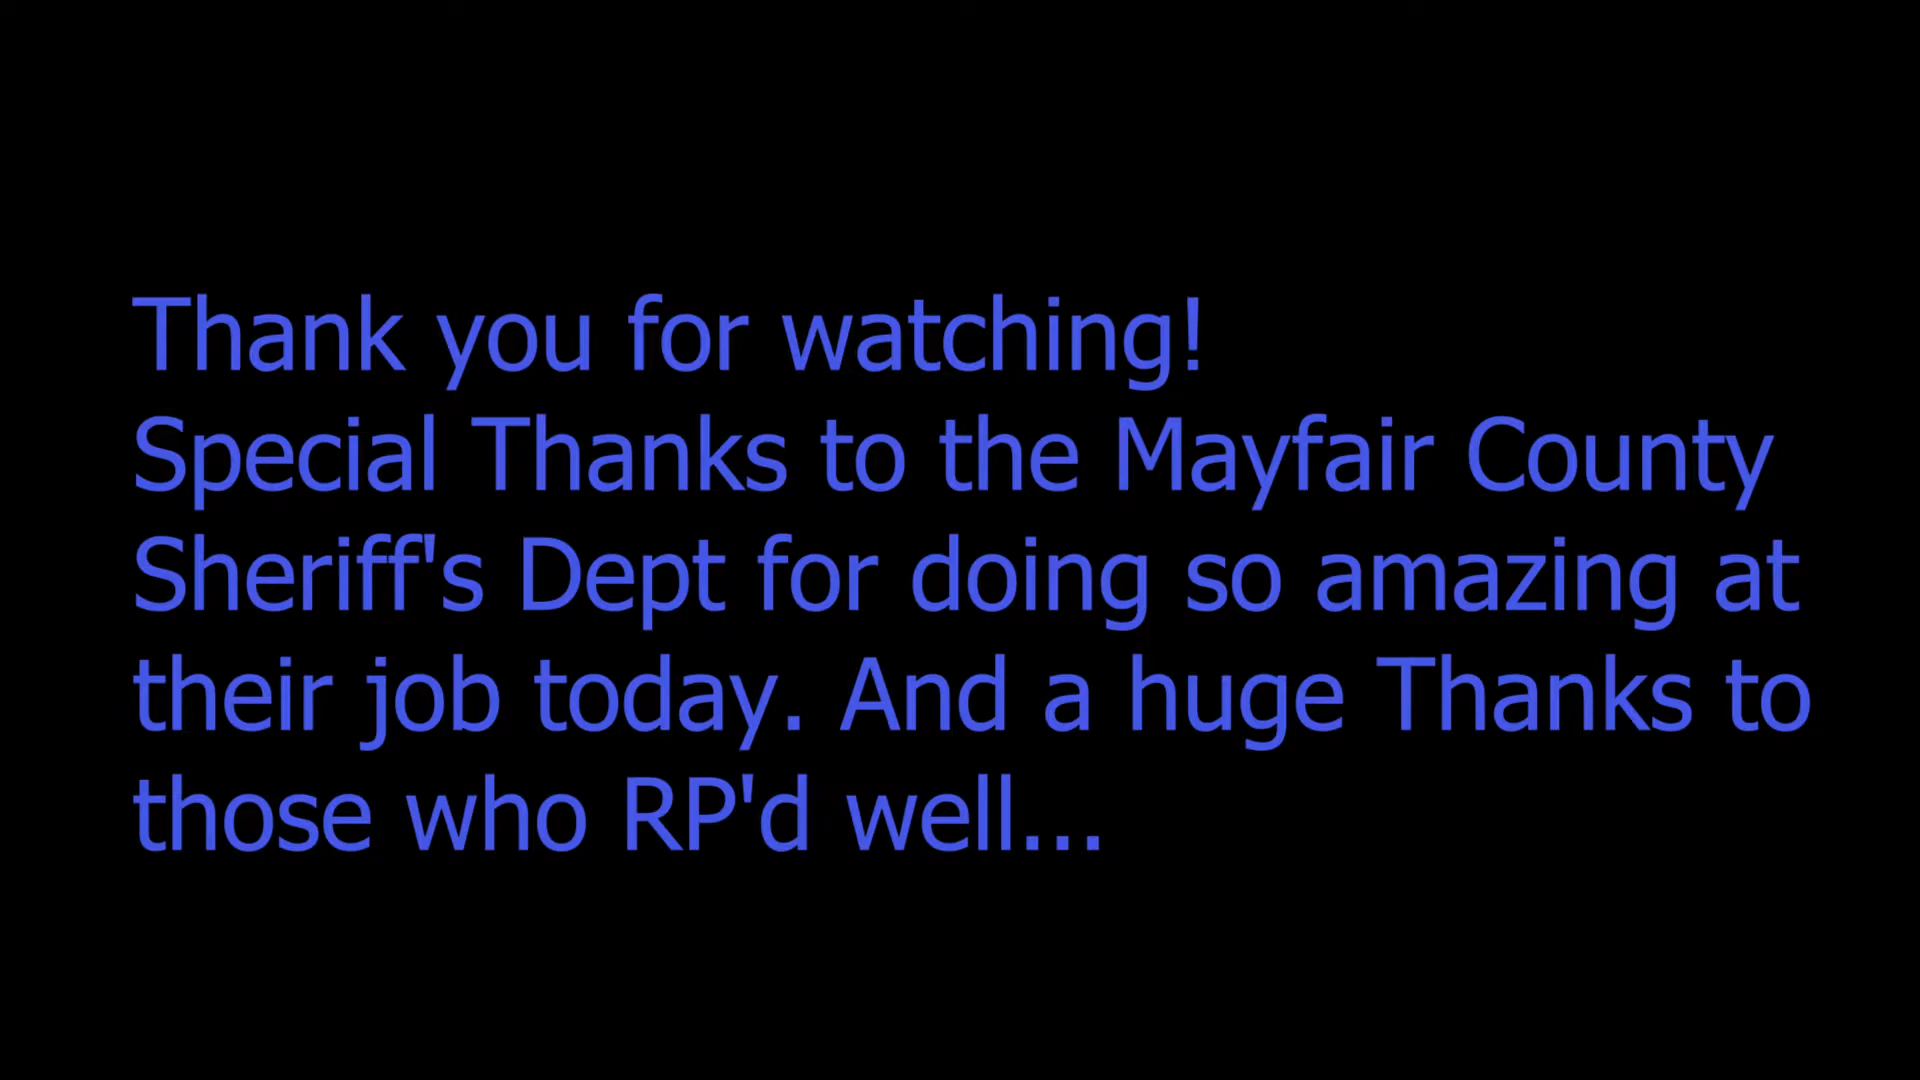 Thank you for watching!
Special Thanks to the Mayfair County
Sheriff's Dept for doing so amazing at
their job today. And a huge Thanks to
those who RP'd well...